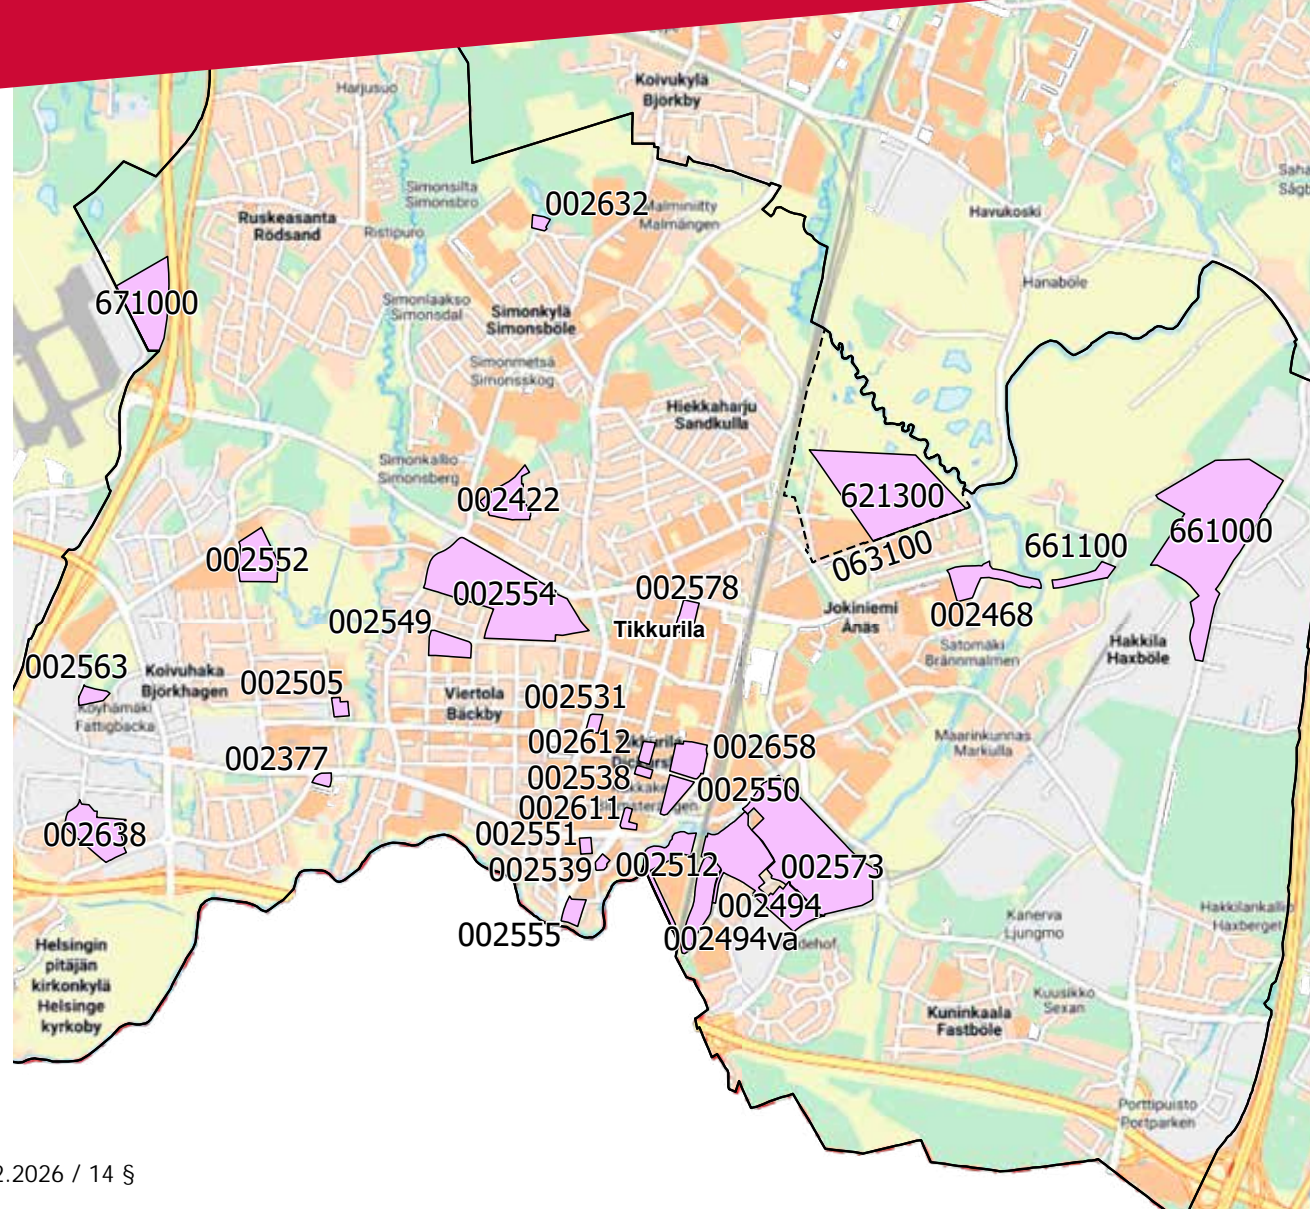 Harjusuo
Koivukylä
Björkby
Simonsilta
Simonsbro
002632
Malminiitty
Malmängen
Havukoski
Ruskeasanta
Rödsand
Ristipuro
Hanaböle
671000
Simonlaakso
Simonsdal
Simonkylä
Simonsböle
Simonmetsä
Simonsskog
Hiekkaharju
Sandkulla
Simonkallio
Simonsberg
002422
621300
661000
063100
661100
002552
002554
002578
002549
Tikkurila
Jokiniemi
Ånäs
002468
Satomäki
Brännmalmen
Hakkila
Haxböle
002563
Koivuhaka
Björkhagen
002505
Viertola
Bäckby
002531
Köyhämäki
Fattigbacka
002612
002658
Maarinkunnas
Markulla
002377
002538
002550
002611
002638
002551
002539
002512
002573
002494
002494va
002555
Kanerva
Ljungmo
Helsingin
pitäjän
kirkonkylä
Helsinge
kyrkoby
Kuusikko
Sexan
Kuninkaala
Fastböle
Porttipuisto
Portparken
2.2026 / 14 §